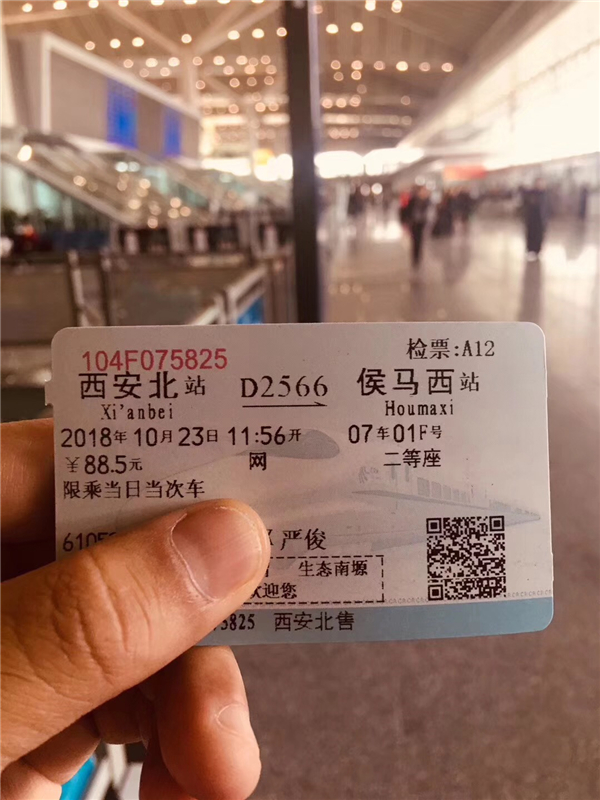 104F075825
检票:A12
西安北站 D2566 侯马西站
Xi'anbei Houmaxi
2018年10月23日 11:56开 07车01F号
￥88.5元 网 二等座
限乘当日当次车
严俊
生态南塬
欢迎您
5825 西安北售